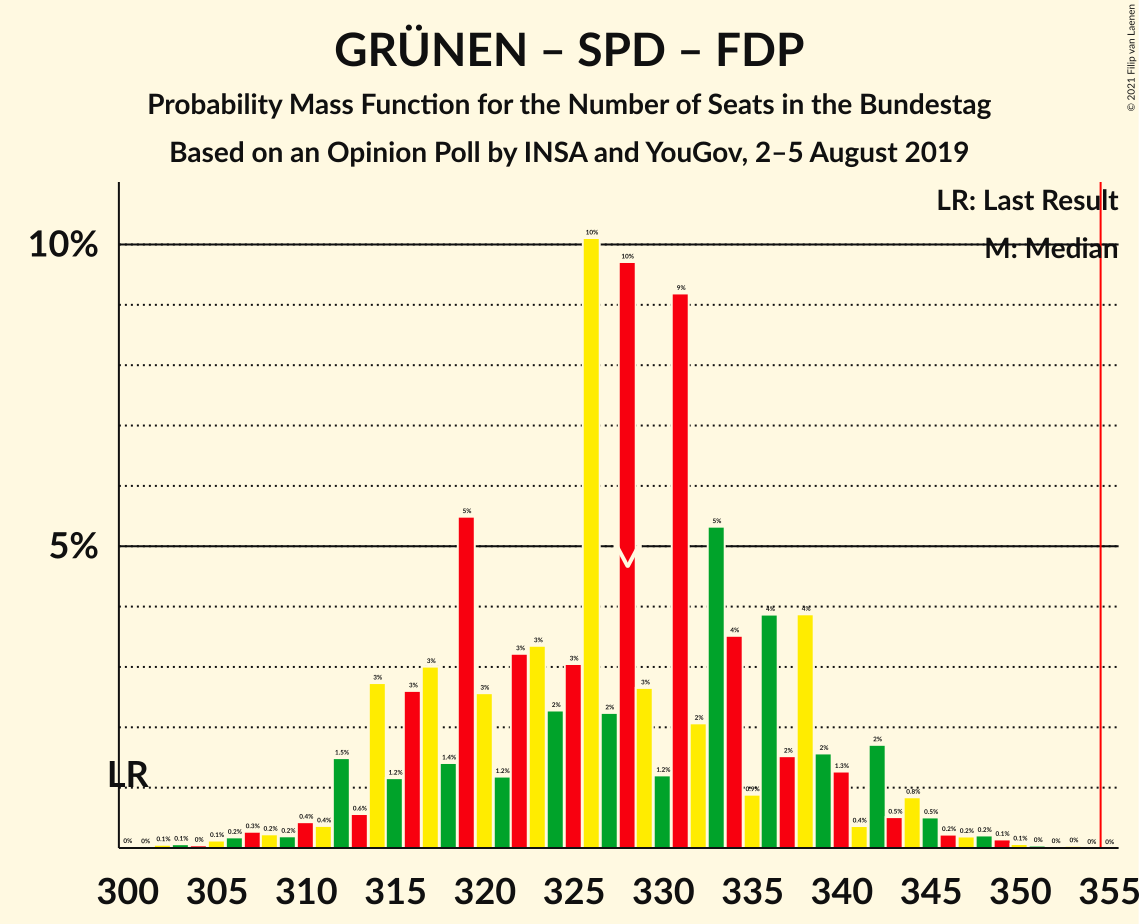 GRÜNEN – SPD – FDP
Probability Mass Function for the Number of Seats in the Bundestag
Based on an Opinion Poll by INSA and YouGov, 2–5 August 2019
© 2021 Filip van Laenen
LR: Last Result
M: Median
10%
5%
LR
0% 0% 0.1% 0.1% 0% 0.1% 0.2% 0.3% 0.2% 0.2% 0.4% 0.4% 1.5% 0.6% 3% 1.2% 3% 3% 1.4% 5% 3% 1.2% 3% 3% 2% 3% 10% 2% 10% 3% 1.2% 9% 2% 5% 4% 0.9% 4% 2% 4% 2% 1.3% 0.4% 2% 0.5% 0.8% 0.5% 0.2% 0.2% 0.2% 0.1% 0.1% 0% 0% 0% 0% 0%
300 305 310 315 320 325 330 335 340 345 350 355